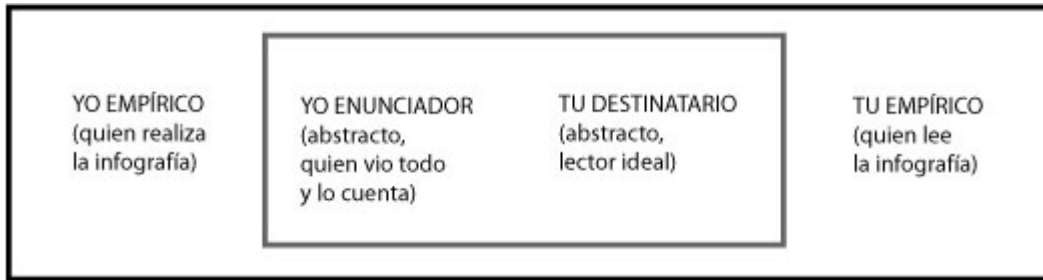 YO EMPÍRICO
(quien realiza
la infografía)
YO ENUNCIADOR
(abstracto,
quien vio todo
y lo cuenta)
TU DESTINATARIO
(abstracto,
lector ideal)
TU EMPÍRICO
(quien lee
la infografía)